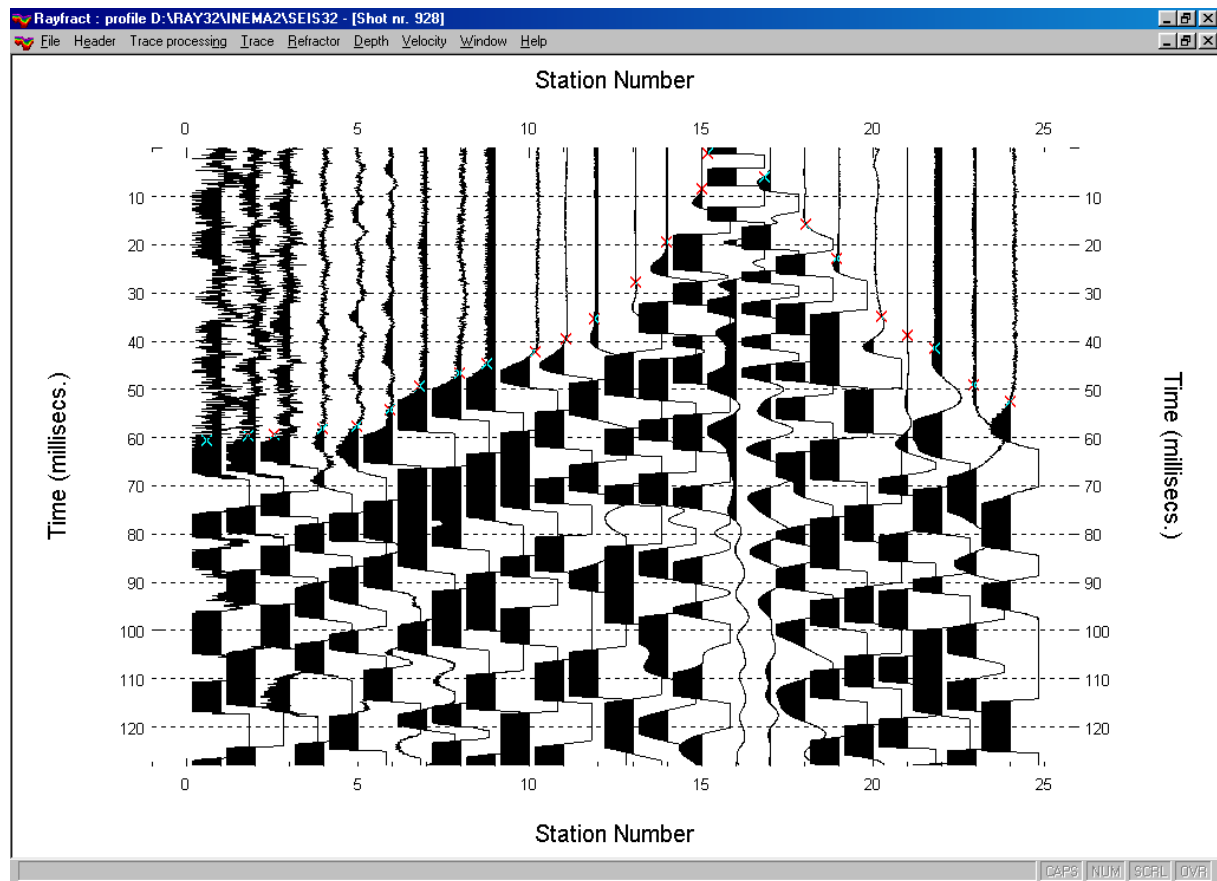 Rayfract : profile D:\RAY32\INEMA2\SEIS32 - [Shot nr. 928]
File Header Trace processing Trace Refractor Depth Velocity Window Help
Station Number
0 5 10 15 20 25
10 10
20 20
30 30
40 40
50 50
60 60
70 70
80 80
90 90
100 100
110 110
120 120
Time (millisecs.)
Time (millisecs.)
0 5 10 15 20 25
Station Number
CAPS NUM SCRL OVR